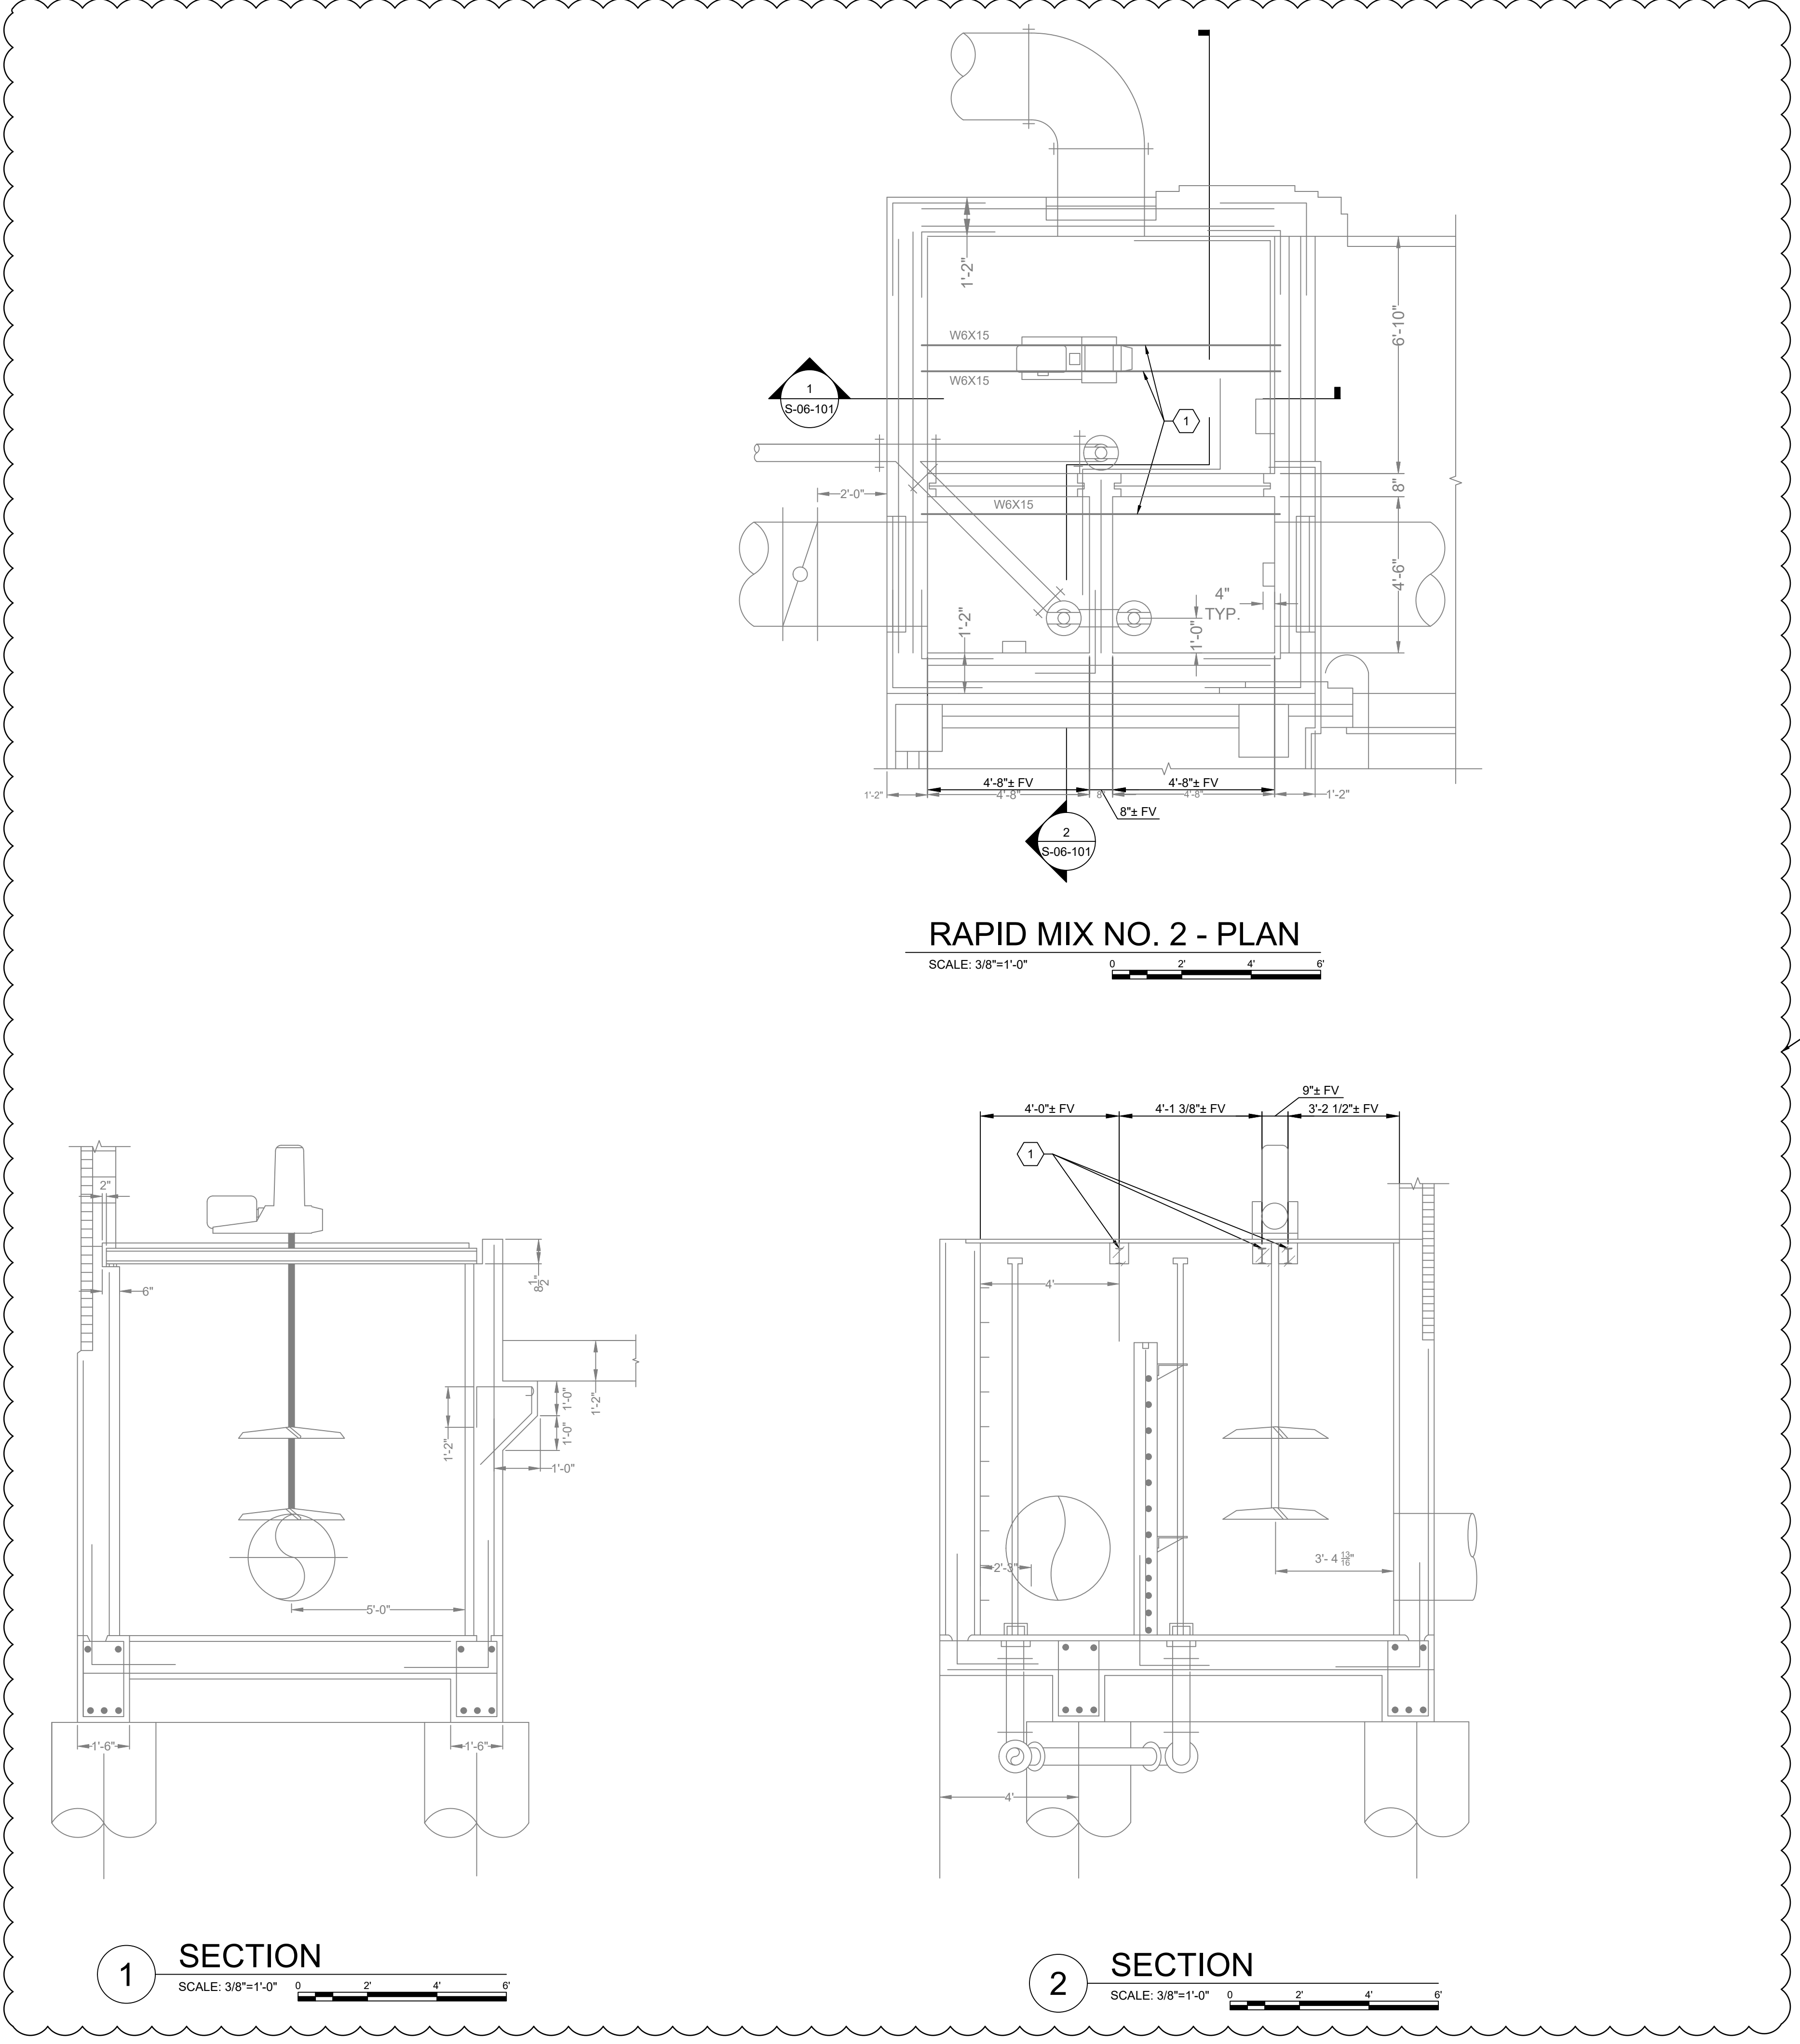 1'-2"
6'-10"
W6X15
W6X15
1
S-06-101
1
8"
2'-0"
W6X15
4'-6"
4"
TYP.
1'-2"
1'-0"
4'-8"± FV
4'-8"± FV
1'-2"
4'-8"
8"
4'-8"
1'-2"
8"± FV
2
S-06-101
RAPID MIX NO. 2 - PLAN
SCALE: 3/8"=1'-0"
0 2' 4' 6'
9"± FV
4'-0"± FV
4'-1 3/8"± FV
3'-2 1/2"± FV
1
2"
6"
8 1/2"
1'-2"
1'-0"
1'-2"
1'-0"
1'-0"
5'-0"
1'-6"
1'-6"
4'
2'-3"
3'- 4 13/16"
4'
1
SECTION
SCALE: 3/8"=1'-0"
0 2' 4' 6'
2
SECTION
SCALE: 3/8"=1'-0"
0 2' 4' 6'